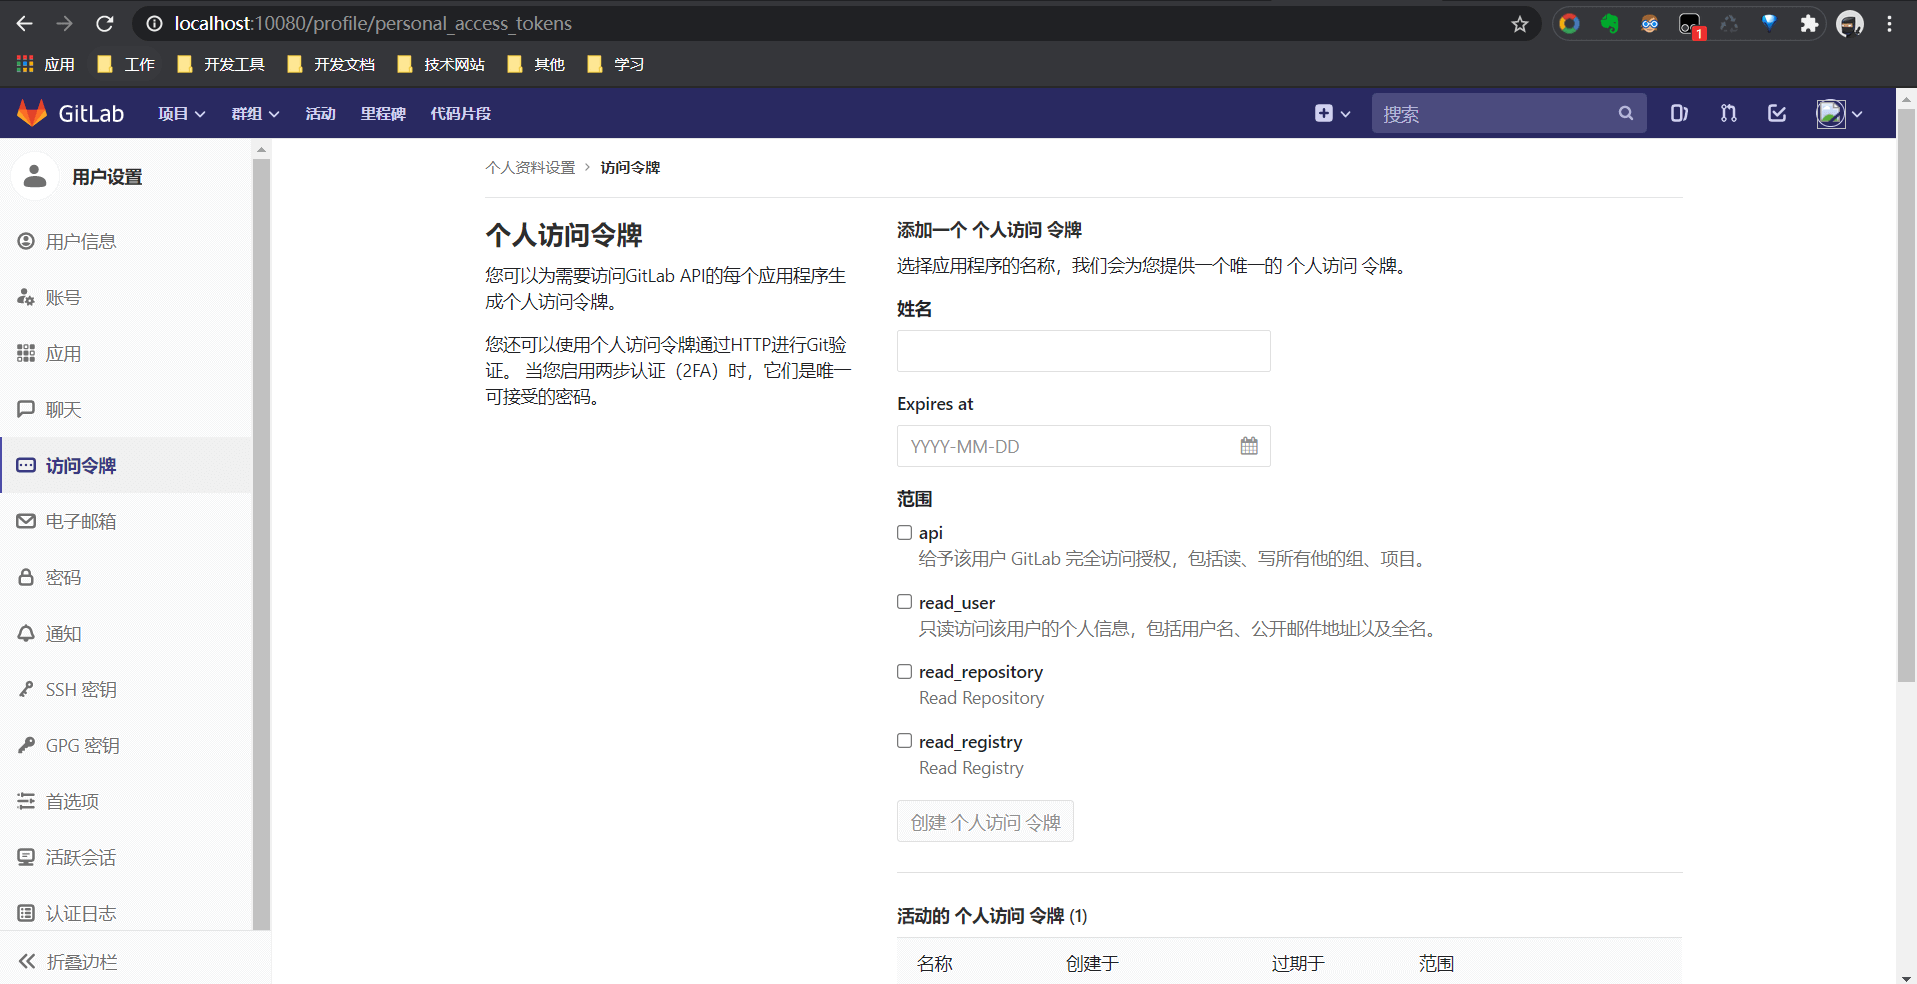 localhost:10080/profile/personal_access_tokens
1
应用 工作 开发工具 开发文档 技术网站 其他 学习
GitLab 项目 群组 活动 里程碑 代码片段 搜索
用户设置
用户信息
账号
应用
聊天
访问令牌
电子邮箱
密码
通知
SSH 密钥
GPG 密钥
首选项
活跃会话
认证日志
折叠边栏
个人资料设置 > 访问令牌
个人访问令牌
您可以为需要访问GitLab API的每个应用程序生
成个人访问令牌。
您还可以使用个人访问令牌通过HTTP进行Git验
证。 当您启用两步认证（2FA）时，它们是唯一
可接受的密码。
添加一个 个人访问 令牌
选择应用程序的名称，我们会为您提供一个唯一的 个人访问 令牌。
姓名
Expires at
YYYY-MM-DD
范围
api
给予该用户 GitLab 完全访问授权，包括读、写所有他的组、项目。
read_user
只读访问该用户的个人信息，包括用户名、公开邮件地址以及全名。
read_repository
Read Repository
read_registry
Read Registry
创建 个人访问 令牌
活动的 个人访问 令牌 (1)
名称 创建于 过期于 范围